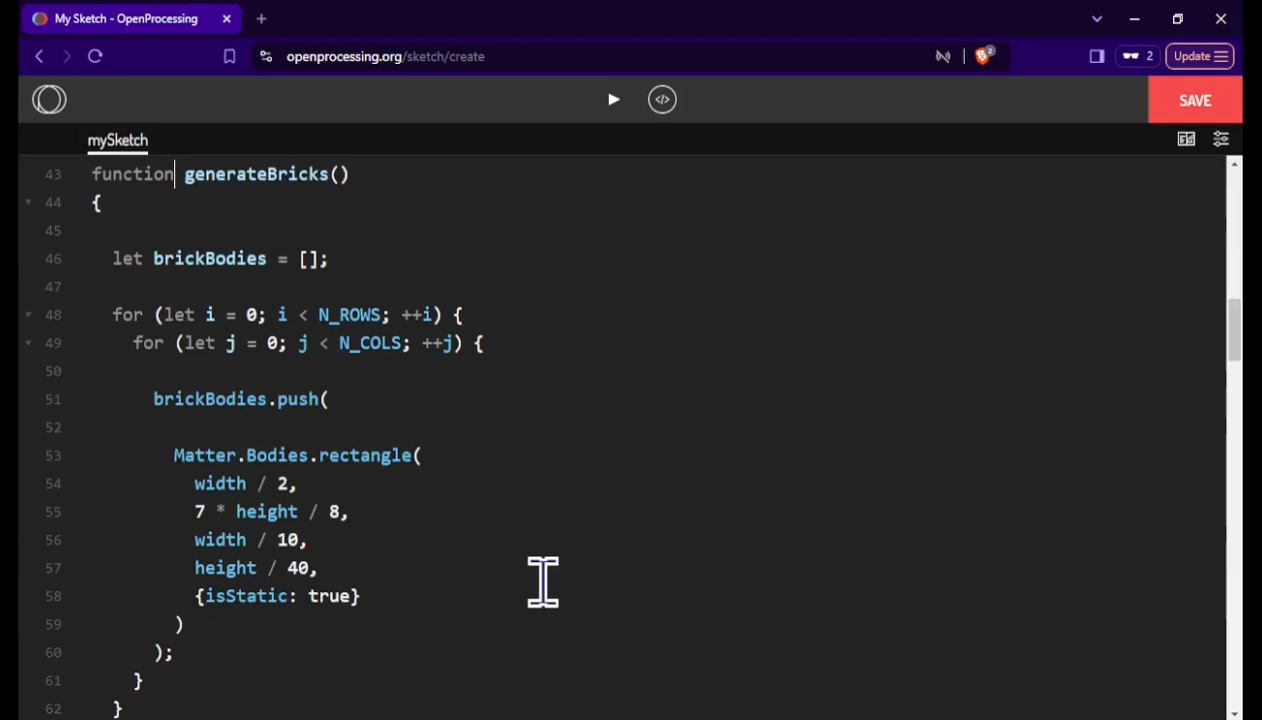 My Sketch - OpenProcessing
openprocessing.org/sketch/create
2
2
Update
</>
SAVE
mySketch
43 function generateBricks()
44 {
45
46 let brickBodies = [];
47
48 for (let i = 0; i < N_ROWS; ++i) {
49 for (let j = 0; j < N_COLS; ++j) {
50
51 brickBodies.push(
52
53 Matter.Bodies.rectangle(
54 width / 2,
55 7 * height / 8,
56 width / 10,
57 height / 40,
58 {isStatic: true}
59 )
60 );
61 }
62 }